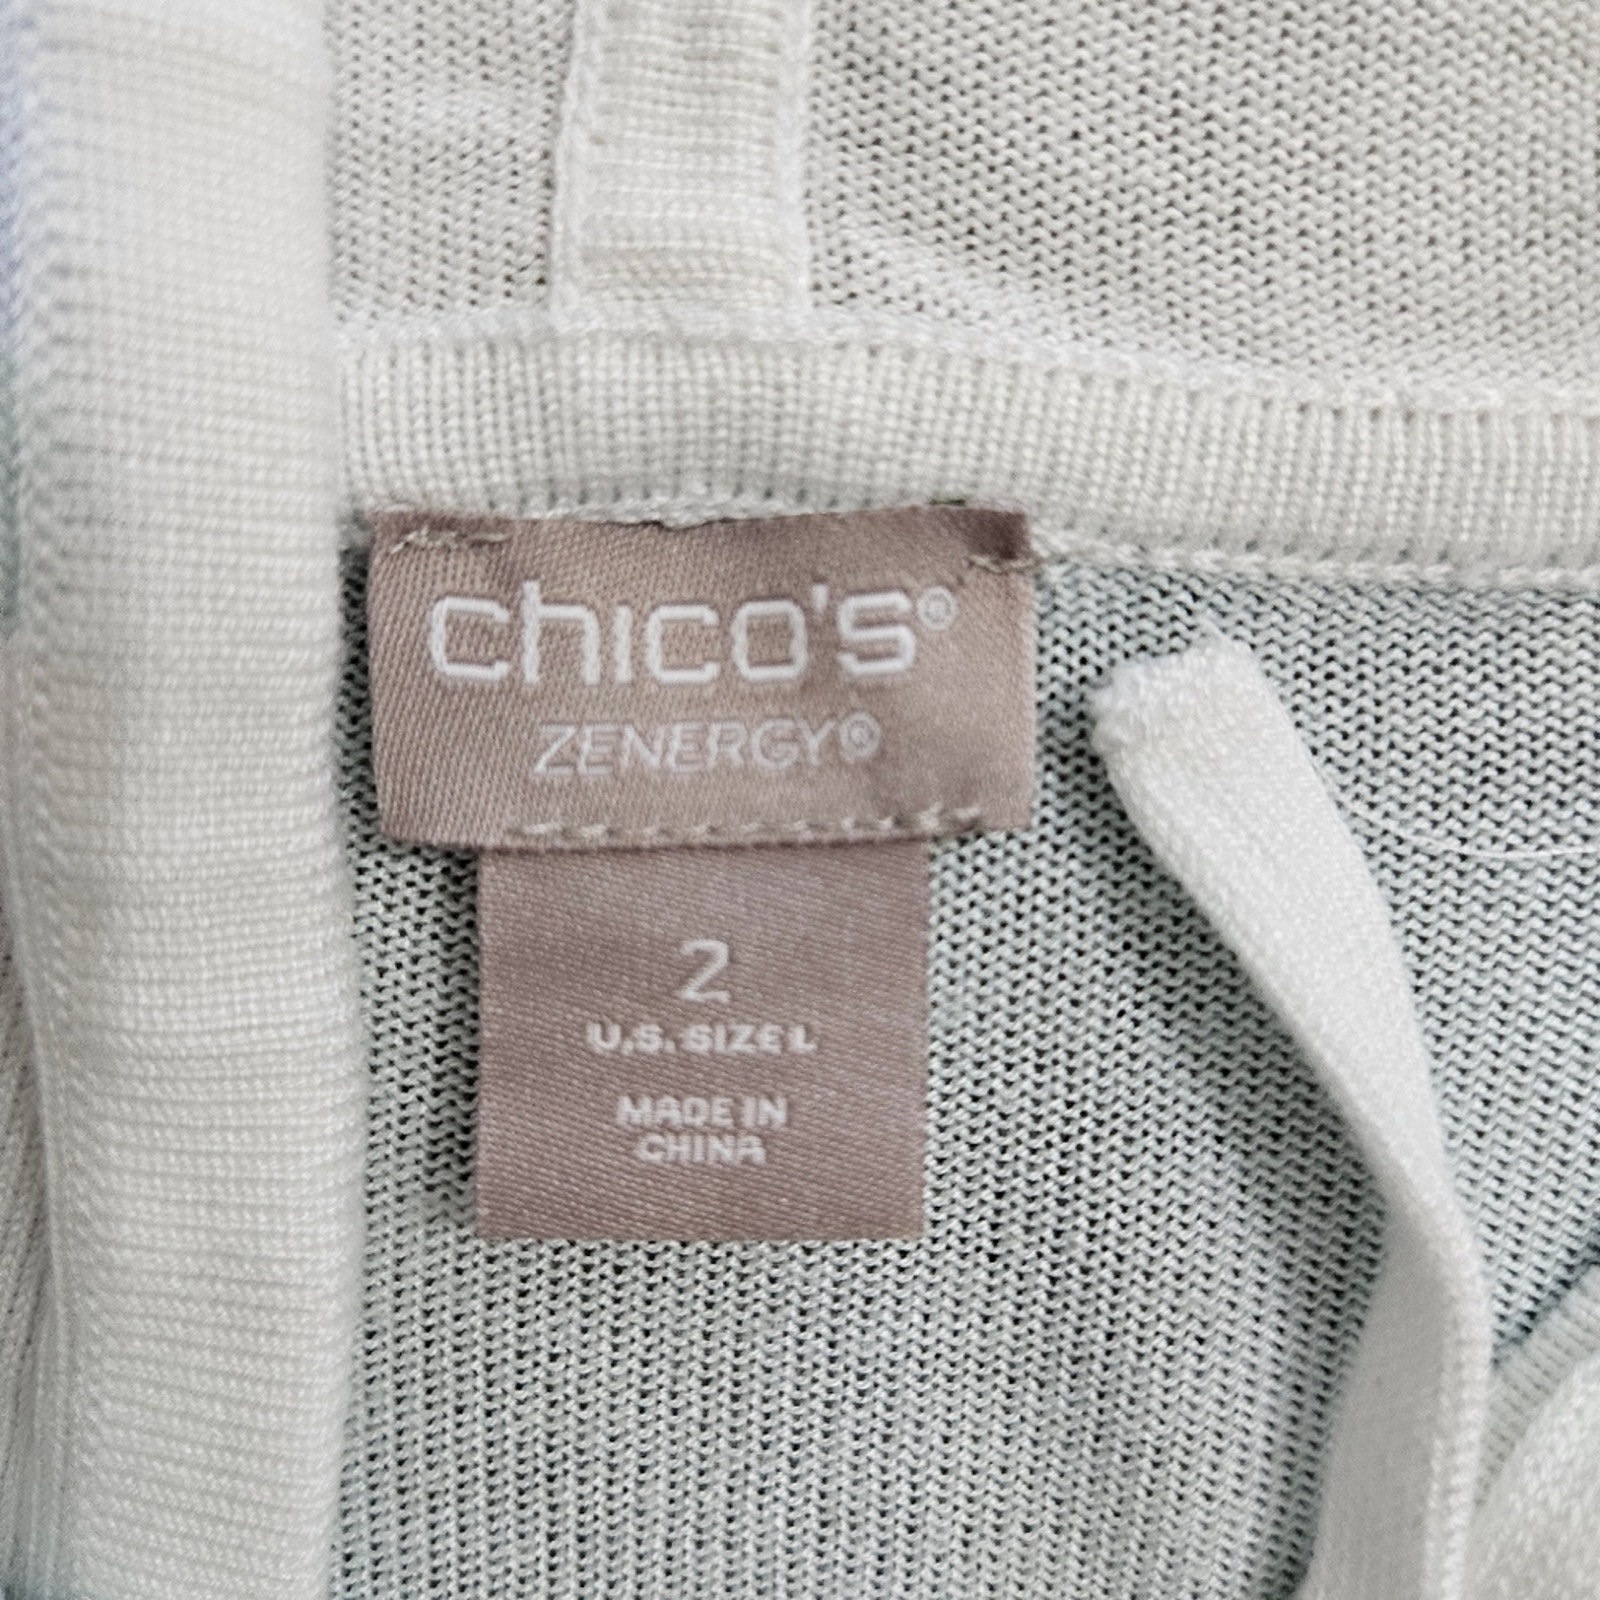 chico's®
ZENERGY®
2
U.S. SIZE L
MADE IN
CHINA